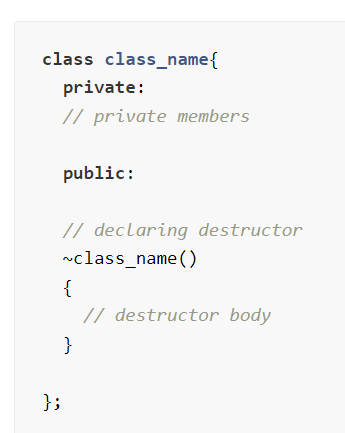 class class_name{
private:
// private members
public:
// declaring destructor
~class_name()
{
// destructor body
}
};